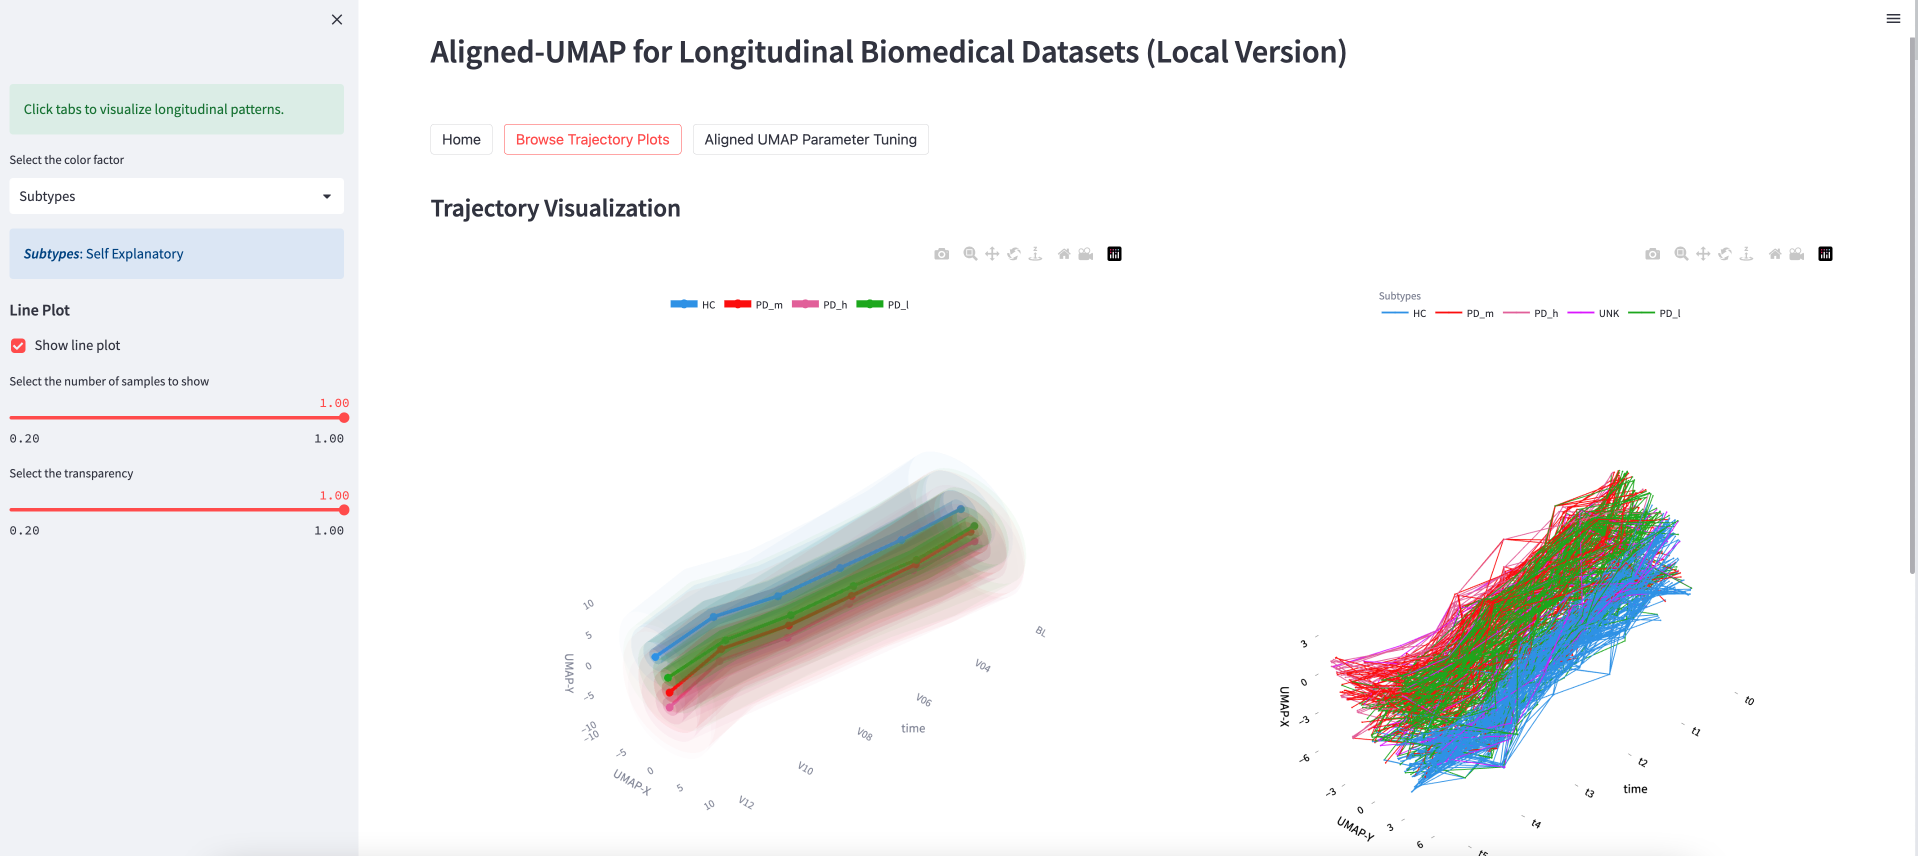 Aligned-UMAP for Longitudinal Biomedical Datasets (Local Version)
Click tabs to visualize longitudinal patterns.
Select the color factor
Subtypes
Subtypes: Self Explanatory
Line Plot
Show line plot
Select the number of samples to show
1.00
0.20 1.00
Select the transparency
1.00
0.20 1.00
Home Browse Trajectory Plots Aligned UMAP Parameter Tuning
Trajectory Visualization
HC PD_m PD_h PD_l
10
5
0
−5
−10
UMAP-Y
−10
−5
0
5
10
UMAP-X
BL
V04
V06
V08
V10
V12
time
Subtypes
HC PD_m PD_h UNK PD_l
3
0
−3
−6
UMAP-X
−3
0
3
6
UMAP-Y
t0
t1
t2
t3
t4
t5
time